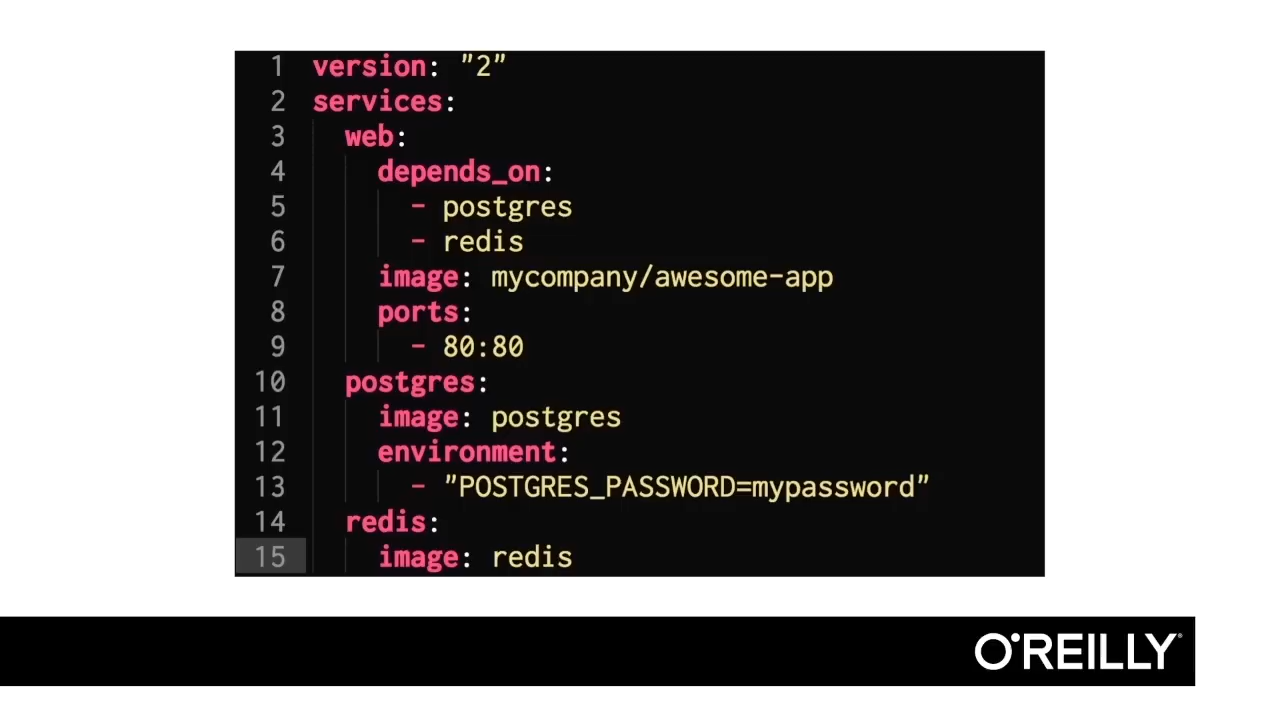 1 version: "2"
2 services:
3   web:
4     depends_on:
5       - postgres
6       - redis
7     image: mycompany/awesome-app
8     ports:
9       - 80:80
10   postgres:
11     image: postgres
12     environment:
13       - "POSTGRES_PASSWORD=mypassword"
14   redis:
15     image: redis
O'REILLY®